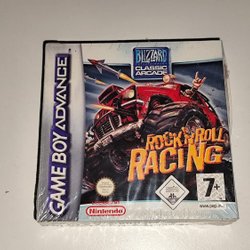 GAME BOY ADVANCE
BLIZZARD
CLASSIC
ARCADE
ROCK N' ROLL
RACING
Nintendo
7+